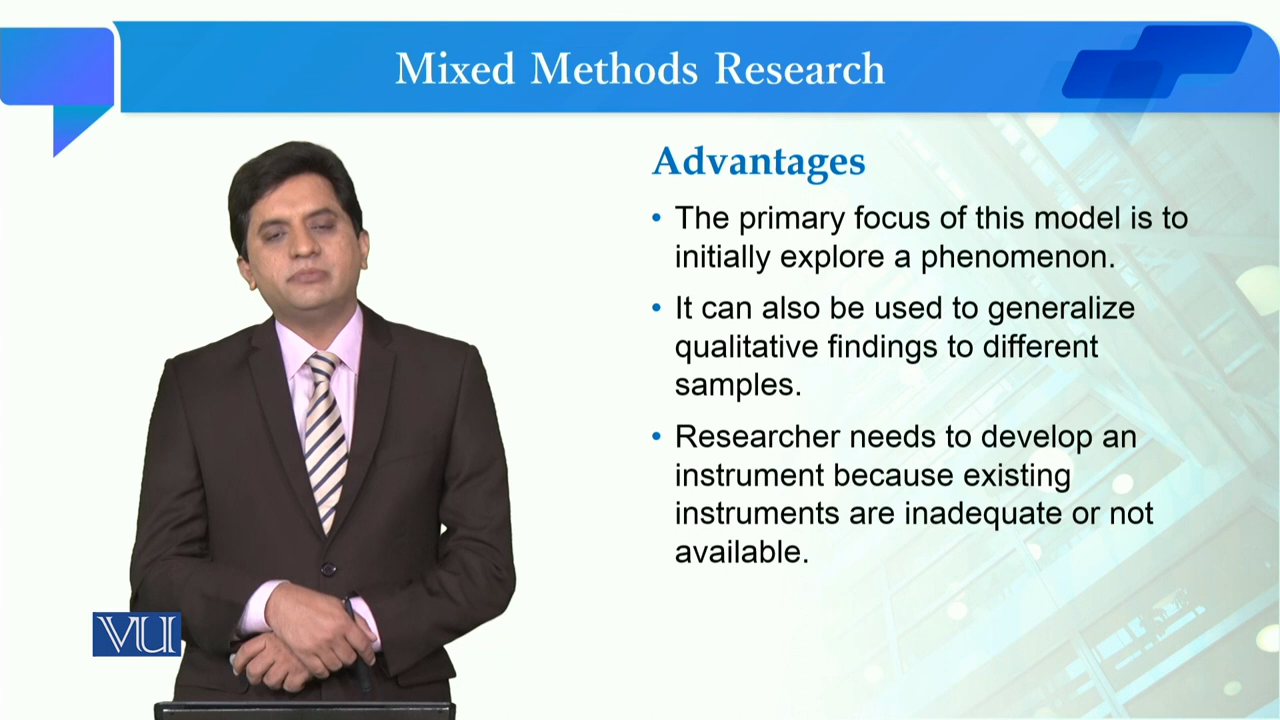 Mixed Methods Research
Advantages
• The primary focus of this model is to
initially explore a phenomenon.
• It can also be used to generalize
qualitative findings to different
samples.
• Researcher needs to develop an
instrument because existing
instruments are inadequate or not
available.
VU